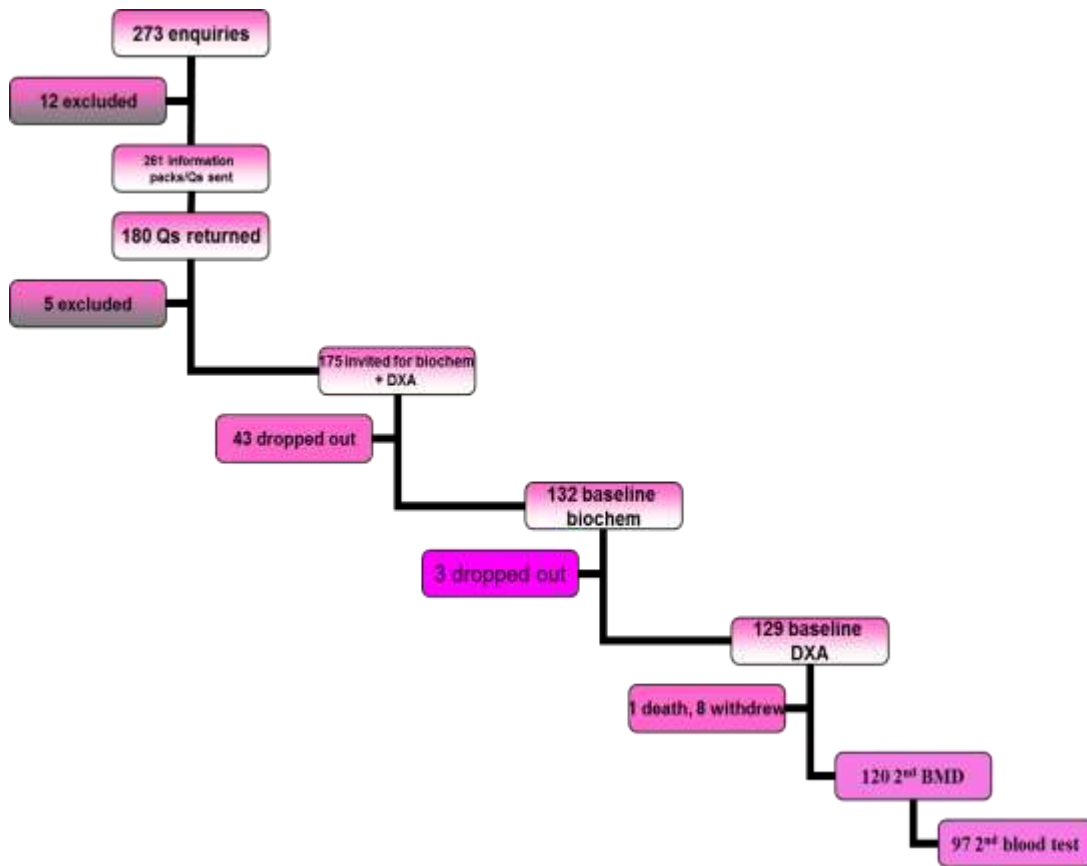 273 enquiries
12 excluded
261 information
packs/Qs sent
180 Qs returned
5 excluded
175 invited for biochem
+ DXA
43 dropped out
132 baseline
biochem
3 dropped out
129 baseline
DXA
1 death, 8 withdrew
120 2nd BMD
97 2nd blood test